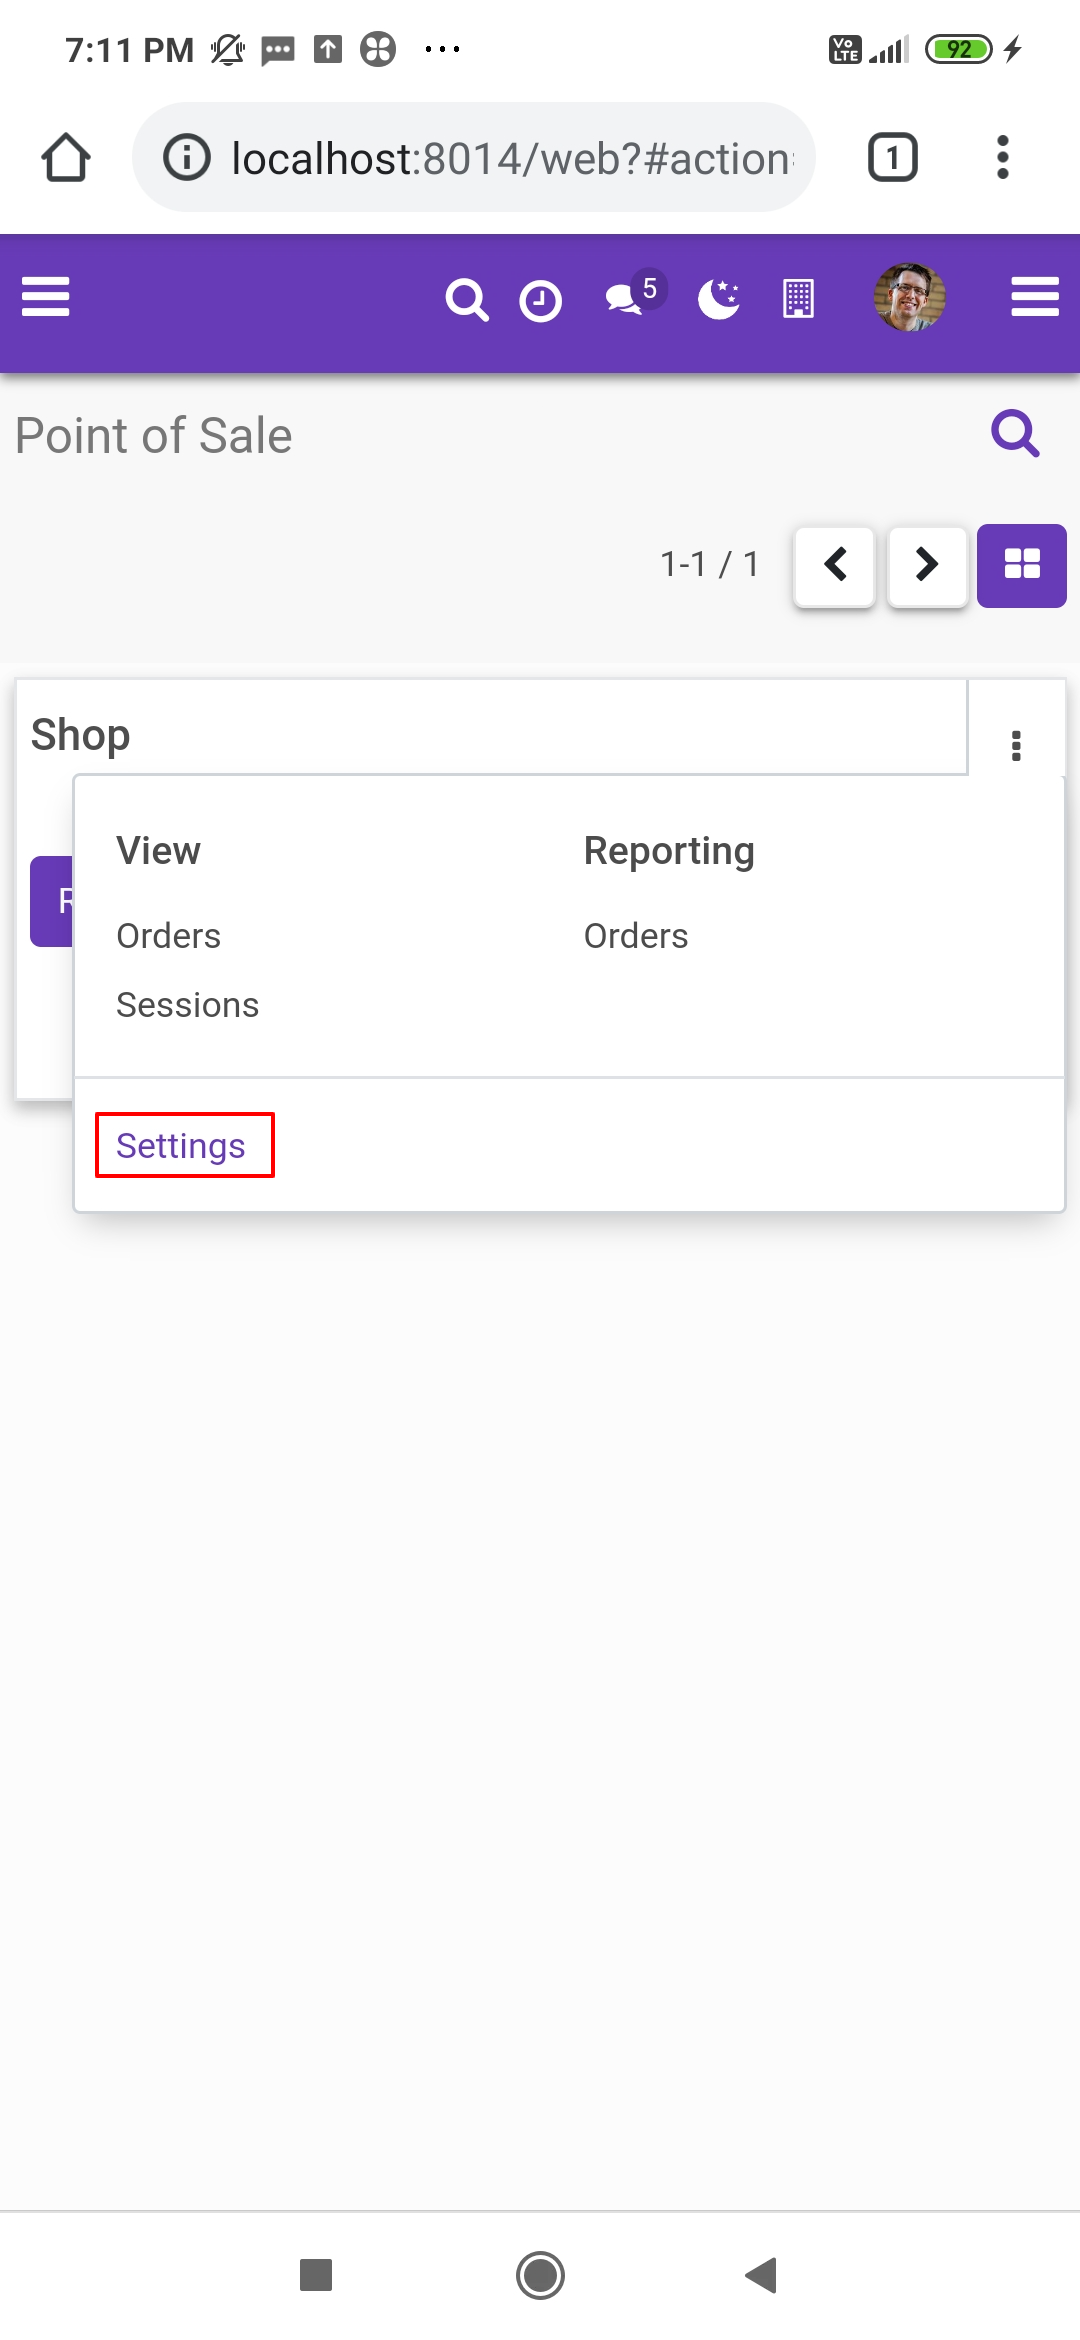 7:11 PM
Vo LTE
92
localhost:8014/web?#action
1
5
Point of Sale
1-1 / 1
Shop
View
Reporting
R
Orders
Orders
Sessions
Settings